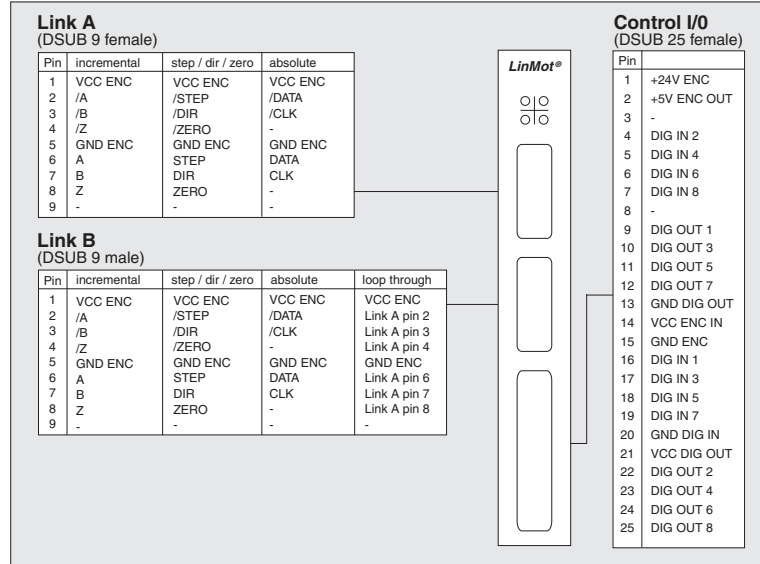 Link A
(DSUB 9 female)
Pin incremental step / dir / zero absolute
1 VCC ENC VCC ENC VCC ENC
2 /A /STEP /DATA
3 /B /DIR /CLK
4 /Z /ZERO -
5 GND ENC GND ENC GND ENC
6 A STEP DATA
7 B DIR CLK
8 Z ZERO -
9 - - -
Link B
(DSUB 9 male)
Pin incremental step / dir / zero absolute loop through
1 VCC ENC VCC ENC VCC ENC VCC ENC
2 /A /STEP /DATA Link A pin 2
3 /B /DIR /CLK Link A pin 3
4 /Z /ZERO - Link A pin 4
5 GND ENC GND ENC GND ENC GND ENC
6 A STEP DATA Link A pin 6
7 B DIR CLK Link A pin 7
8 Z ZERO - Link A pin 8
9 - - - -
LinMot®
Control I/0
(DSUB 25 female)
Pin
1 +24V ENC
2 +5V ENC OUT
3 -
4 DIG IN 2
5 DIG IN 4
6 DIG IN 6
7 DIG IN 8
8 -
9 DIG OUT 1
10 DIG OUT 3
11 DIG OUT 5
12 DIG OUT 7
13 GND DIG OUT
14 VCC ENC IN
15 GND ENC
16 DIG IN 1
17 DIG IN 3
18 DIG IN 5
19 DIG IN 7
20 GND DIG IN
21 VCC DIG OUT
22 DIG OUT 2
23 DIG OUT 4
24 DIG OUT 6
25 DIG OUT 8